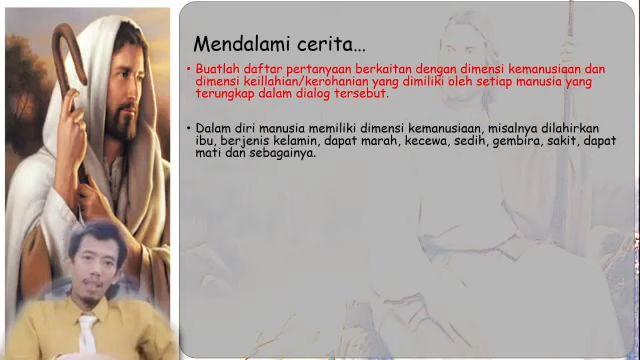 Mendalami cerita…
• Buatlah daftar pertanyaan berkaitan dengan dimensi kemanusiaan dan
dimensi keillahian/kerohanian yang dimiliki oleh setiap manusia yang
terungkap dalam dialog tersebut.
• Dalam diri manusia memiliki dimensi kemanusiaan, misalnya dilahirkan
ibu, berjenis kelamin, dapat marah, kecewa, sedih, gembira, sakit, dapat
mati dan sebagainya.